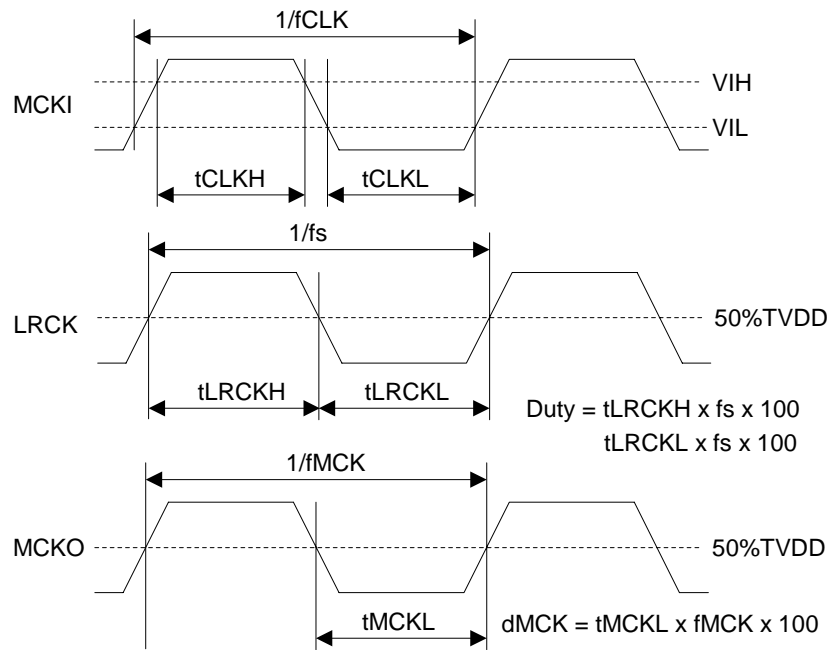 1/fCLK
MCKI
VIH
VIL
tCLKH
tCLKL
1/fs
LRCK
50%TVDD
tLRCKH
tLRCKL
Duty = tLRCKH x fs x 100
tLRCKL x fs x 100
1/fMCK
MCKO
50%TVDD
tMCKL
dMCK = tMCKL x fMCK x 100